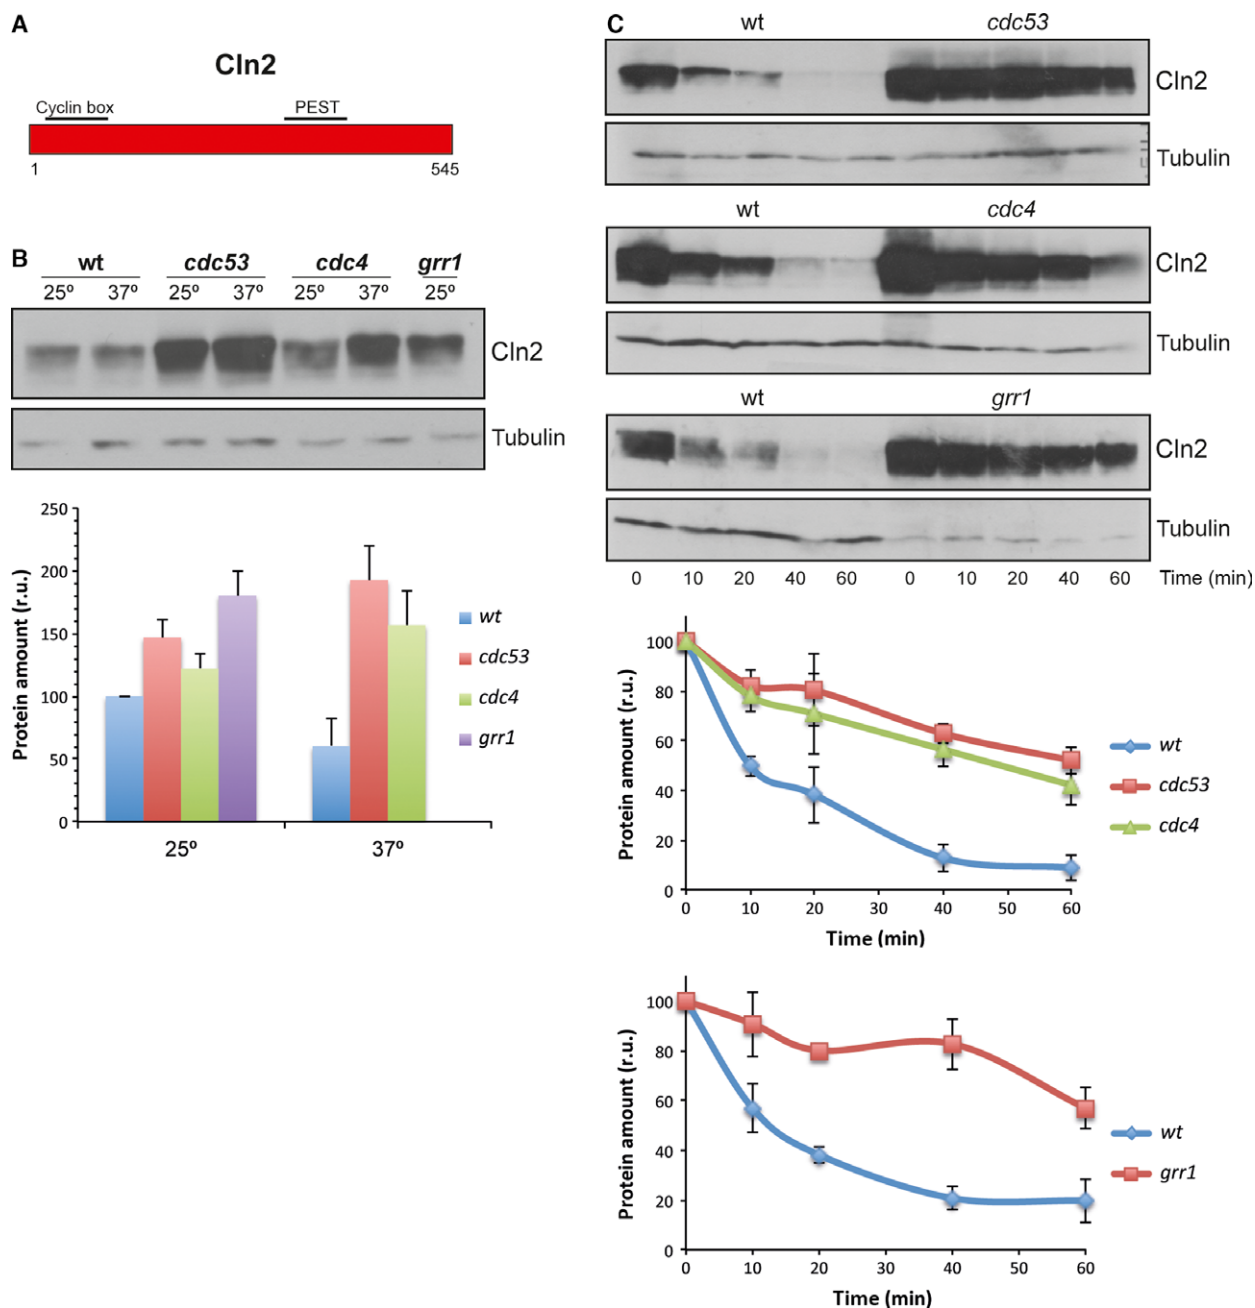 A
Cln2
Cyclin box
PEST
1
545
B
wt
cdc53
cdc4
grr1
25º
37º
25º
37º
25º
37º
25º
Cln2
Tubulin
Protein amount (r.u.)
250
200
150
100
50
0
25º
37º
wt
cdc53
cdc4
grr1
C
wt
cdc53
Cln2
Tubulin
wt
cdc4
Cln2
Tubulin
wt
grr1
Cln2
Tubulin
0 10 20 40 60 0 10 20 40 60 Time (min)
Protein amount (r.u.)
100
80
60
40
20
0
0 10 20 30 40 50 60
Time (min)
wt
cdc53
cdc4
Protein amount (r.u.)
100
80
60
40
20
0
0 10 20 30 40 50 60
Time (min)
wt
grr1